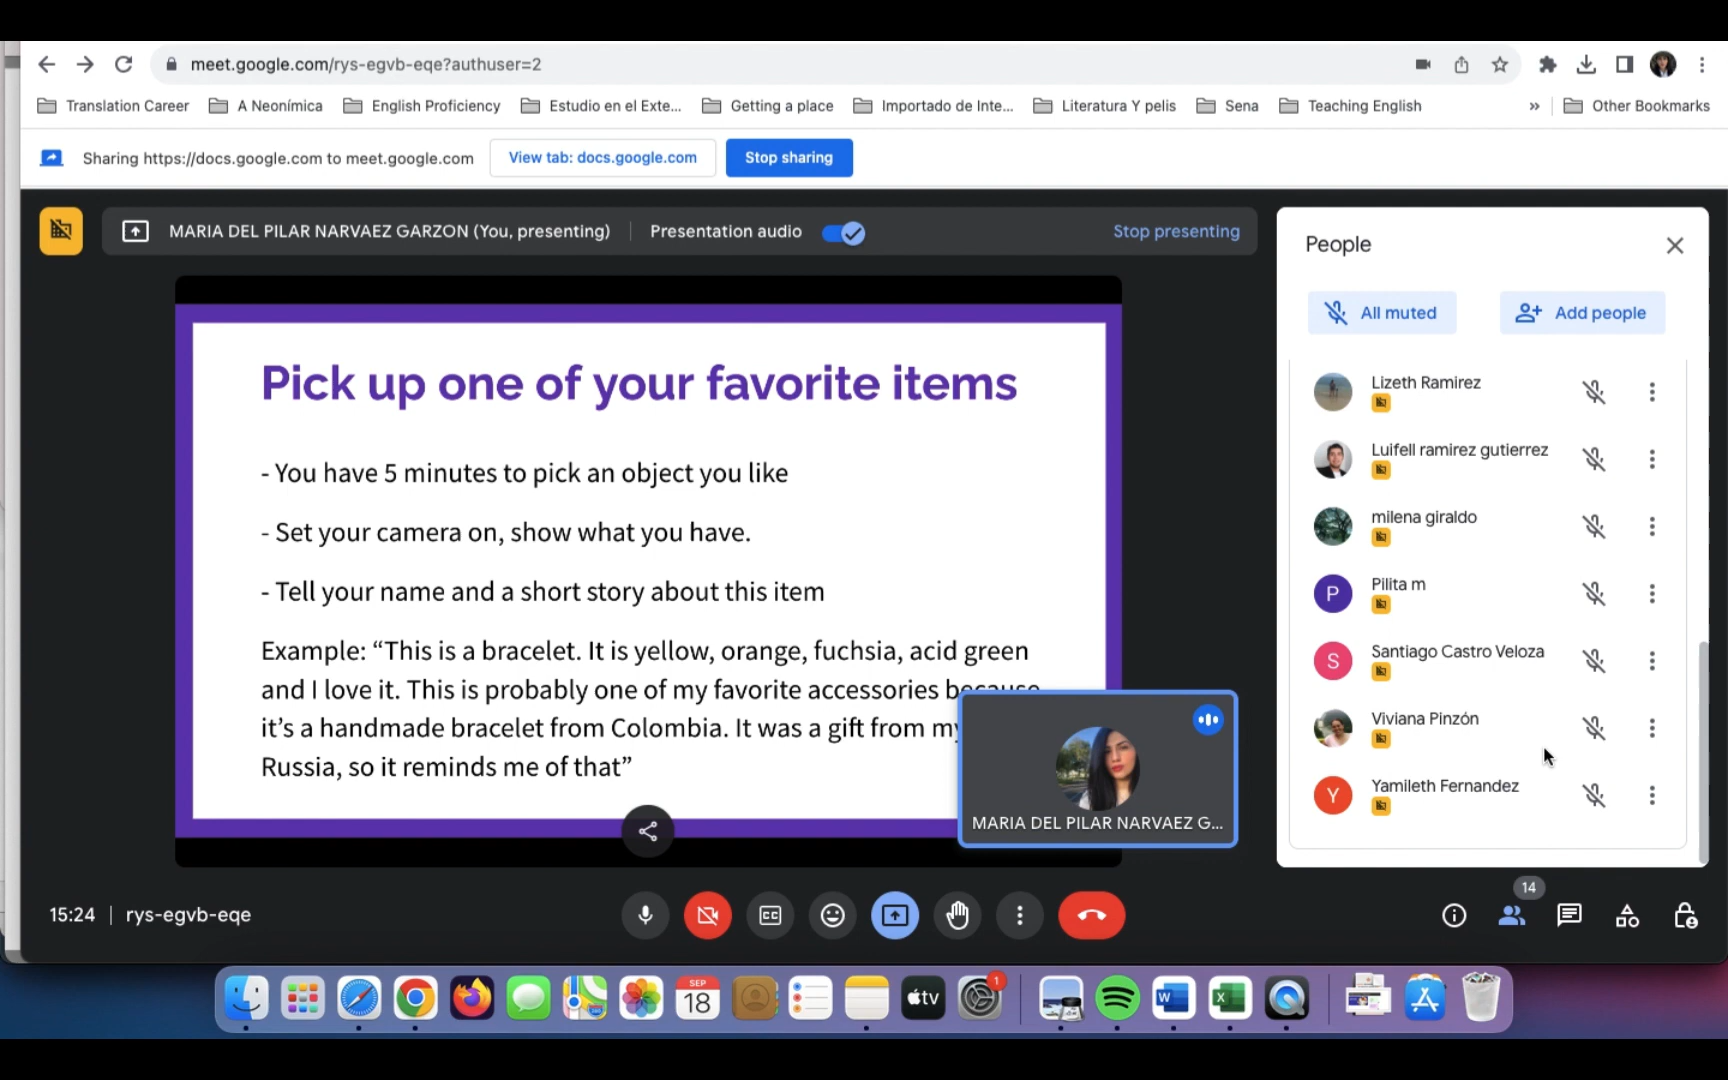 meet.google.com/rys-egvb-eqe?authuser=2
Translation Career
A Neonímica
English Proficiency
Estudio en el Exte...
Getting a place
Importado de Inte...
Literatura Y pelis
Sena
Teaching English
»
Other Bookmarks
Sharing https://docs.google.com to meet.google.com
View tab: docs.google.com
Stop sharing
MARIA DEL PILAR NARVAEZ GARZON (You, presenting)
Presentation audio
Stop presenting
Pick up one of your favorite items
- You have 5 minutes to pick an object you like
- Set your camera on, show what you have.
- Tell your name and a short story about this item
Example: “This is a bracelet. It is yellow, orange, fuchsia, acid green
and I love it. This is probably one of my favorite accessories because
it’s a handmade bracelet from Colombia. It was a gift from my
Russia, so it reminds me of that”
MARIA DEL PILAR NARVAEZ G...
People
All muted
Add people
Lizeth Ramirez
Luifell ramirez gutierrez
milena giraldo
P
Pilita m
S
Santiago Castro Veloza
Viviana Pinzón
Y
Yamileth Fernandez
15:24
rys-egvb-eqe
CC
14
SEP
18
tv
1
W
X